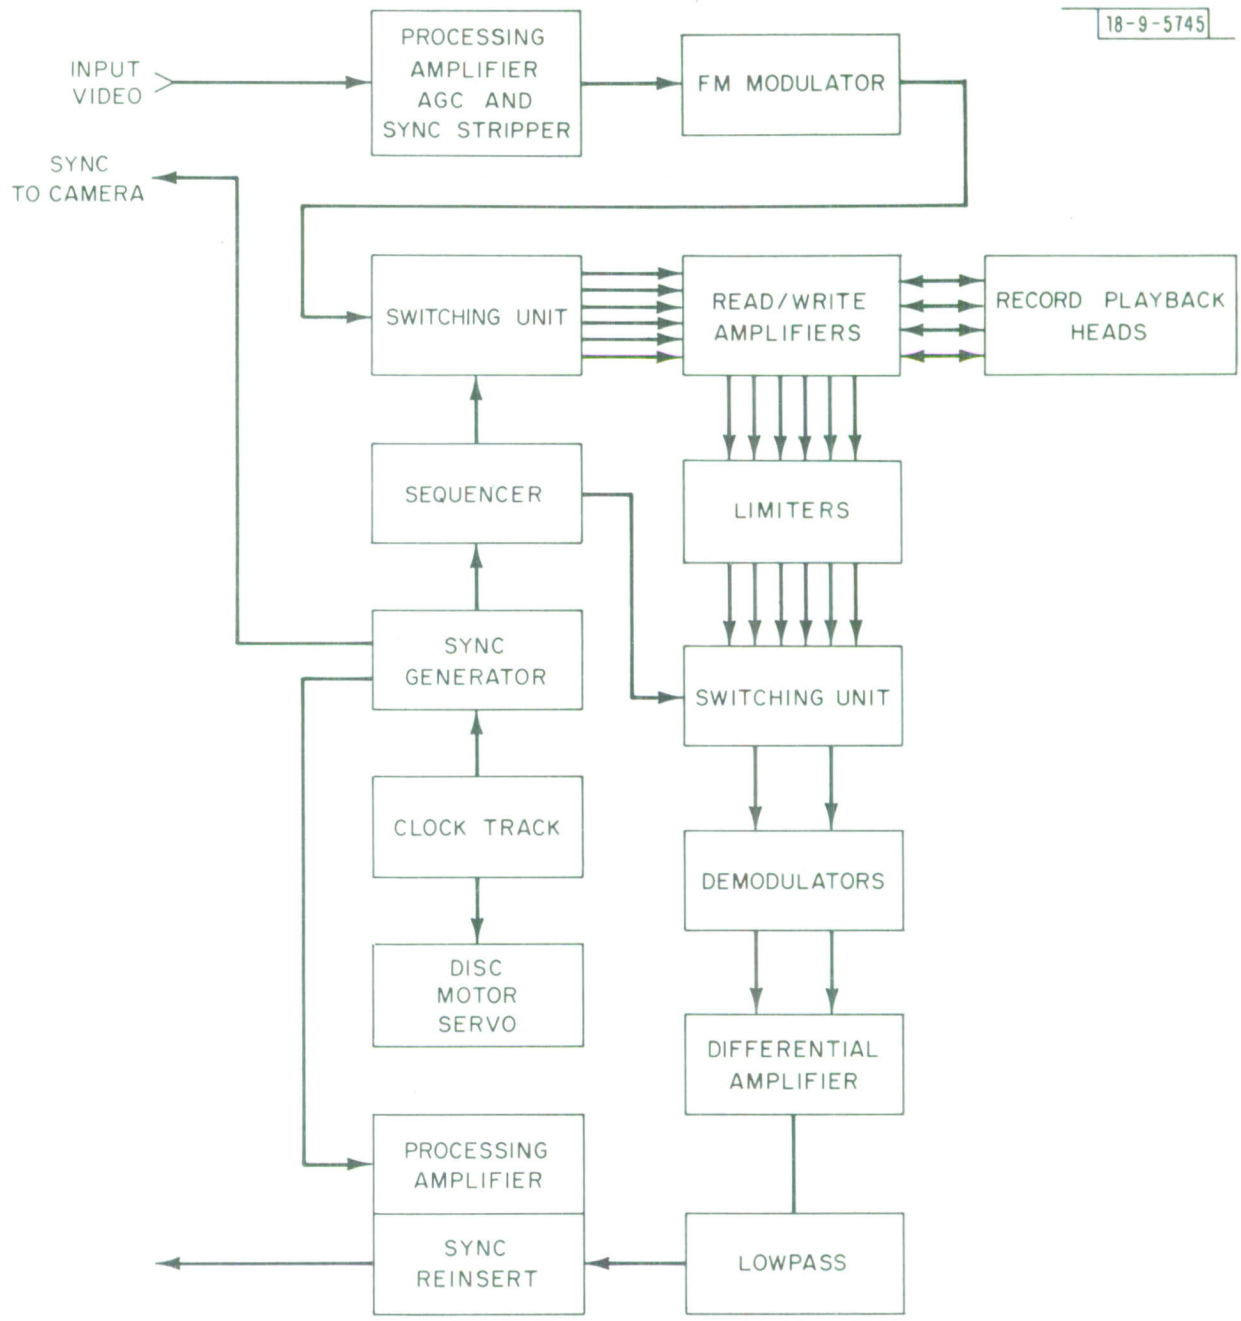 18-9-5745
INPUT
VIDEO
PROCESSING
AMPLIFIER
AGC AND
SYNC STRIPPER
FM MODULATOR
SYNC
TO CAMERA
SWITCHING UNIT
READ/WRITE
AMPLIFIERS
RECORD PLAYBACK
HEADS
SEQUENCER
LIMITERS
SYNC
GENERATOR
SWITCHING UNIT
CLOCK TRACK
DEMODULATORS
DISC
MOTOR
SERVO
DIFFERENTIAL
AMPLIFIER
PROCESSING
AMPLIFIER
SYNC
REINSERT
LOWPASS